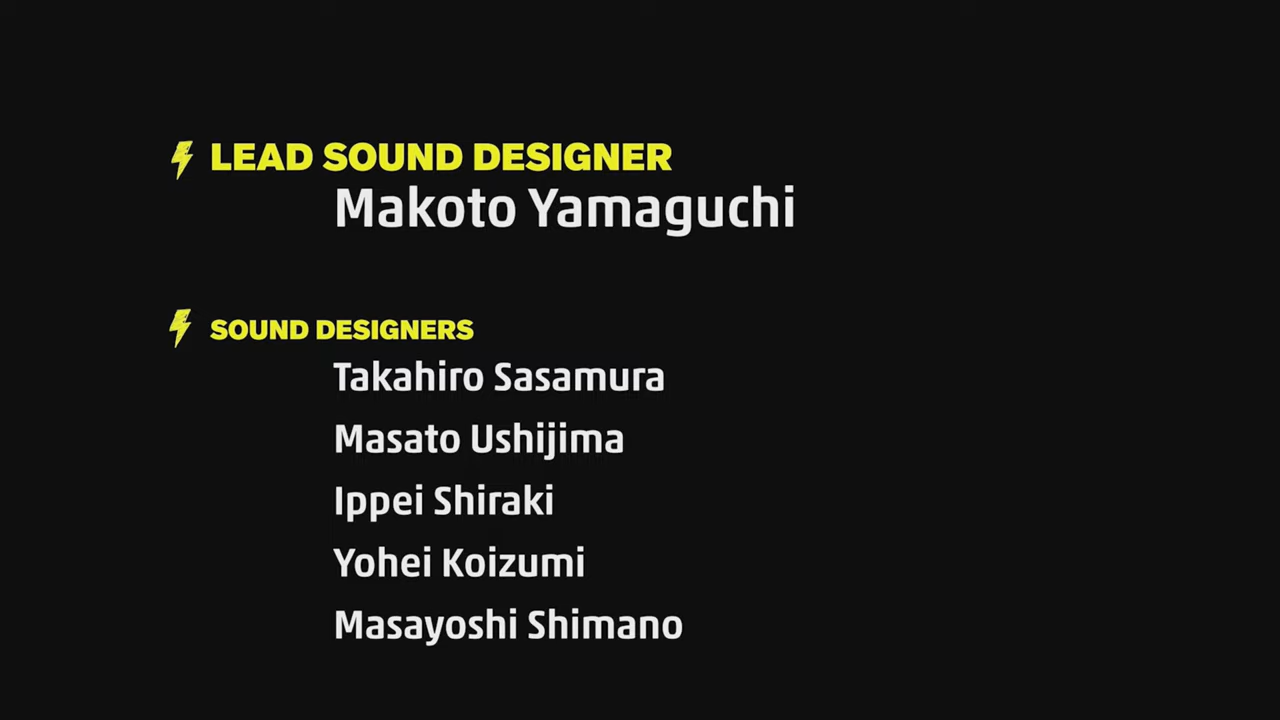 LEAD SOUND DESIGNER
Makoto Yamaguchi
SOUND DESIGNERS
Takahiro Sasamura
Masato Ushijima
Ippei Shiraki
Yohei Koizumi
Masayoshi Shimano